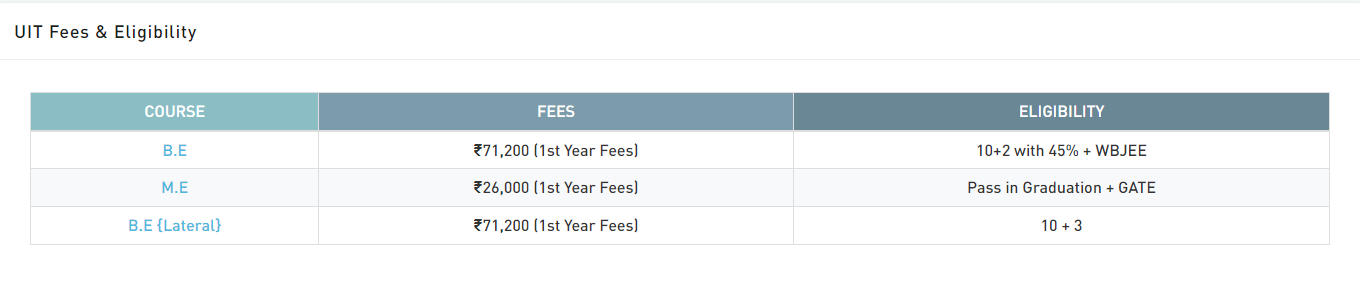 UIT Fees & Eligibility
COURSE FEES ELIGIBILITY
B.E ₹71,200 (1st Year Fees) 10+2 with 45% + WBJEE
M.E ₹26,000 (1st Year Fees) Pass in Graduation + GATE
B.E {Lateral} ₹71,200 (1st Year Fees) 10 + 3